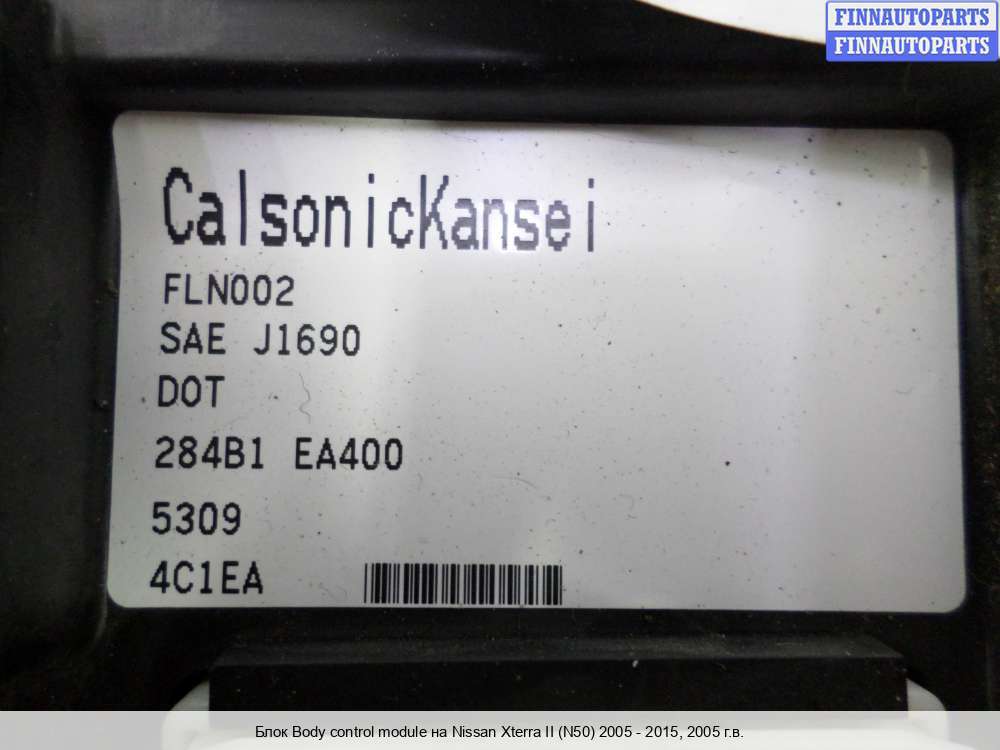 FINNAUTOPARTS
FINNAUTOPARTS
CalsonicKansei
FLN002
SAE J1690
DOT
284B1 EA400
5309
4C1EA
Блок Body control module на Nissan Xterra II (N50) 2005 - 2015, 2005 г.в.